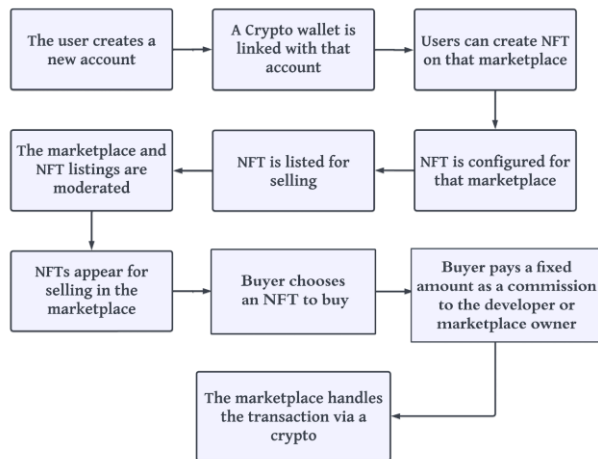 The user creates a
new account
A Crypto wallet is
linked with that
account
Users can create NFT
on that marketplace
NFT is configured for
that marketplace
NFT is listed for
selling
The marketplace and
NFT listings are
moderated
NFTs appear for
selling in the
marketplace
Buyer chooses
an NFT to buy
Buyer pays a fixed
amount as a commission
to the developer or
marketplace owner
The marketplace handles
the transaction via a
crypto